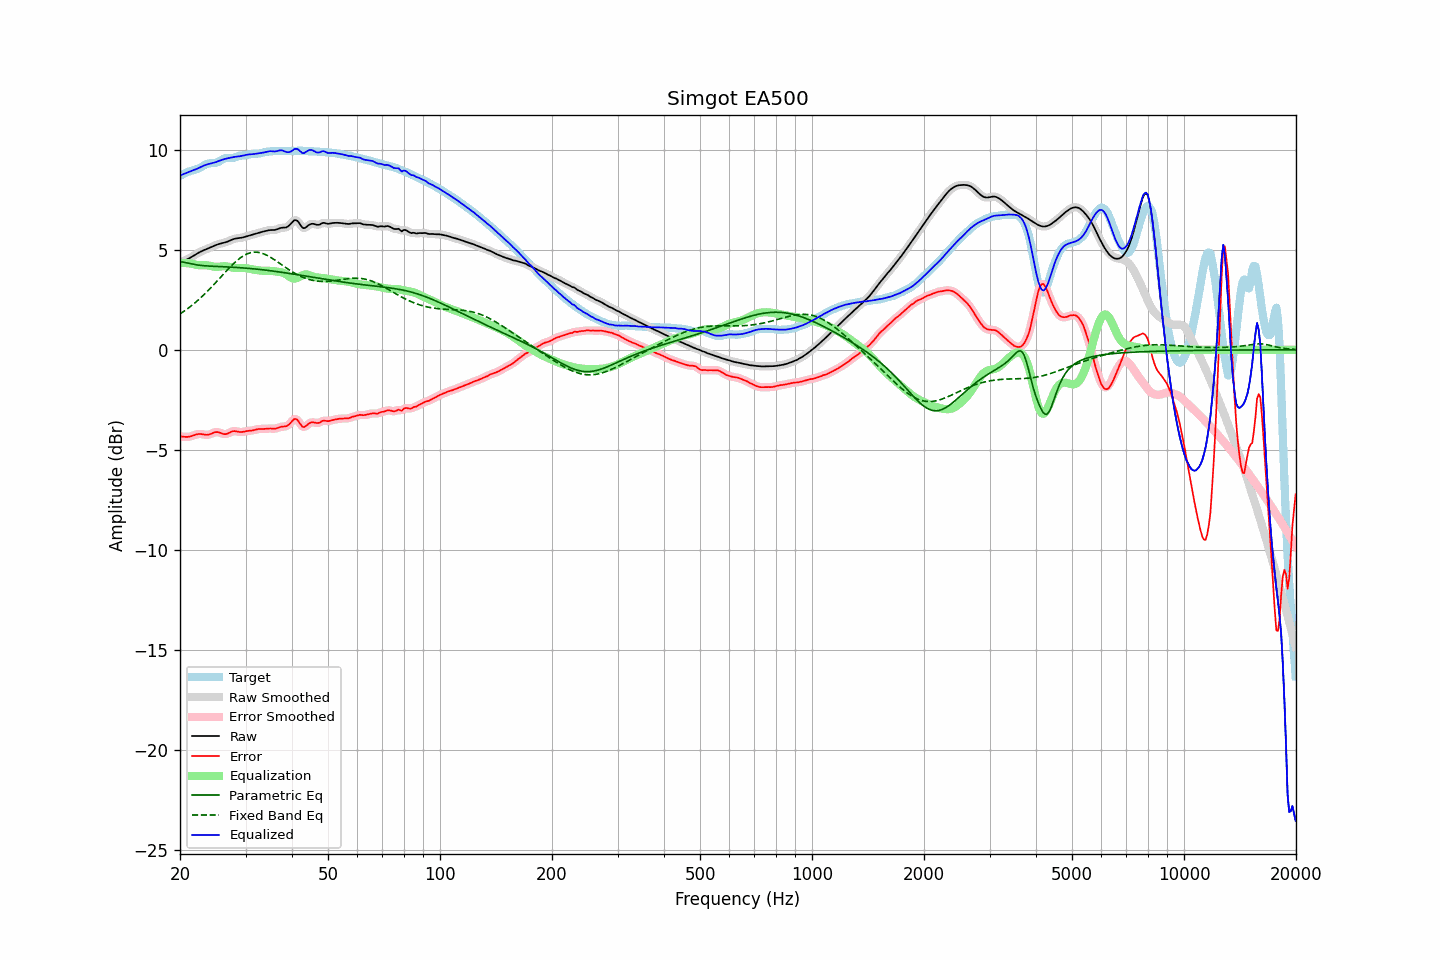 Simgot EA500
10
5
0
−5
−10
−15
−20
−25
Amplitude (dBr)
Target
Raw Smoothed
Error Smoothed
Raw
Error
Equalization
Parametric Eq
Fixed Band Eq
Equalized
20 50 100 200 500 1000 2000 5000 10000 20000
Frequency (Hz)